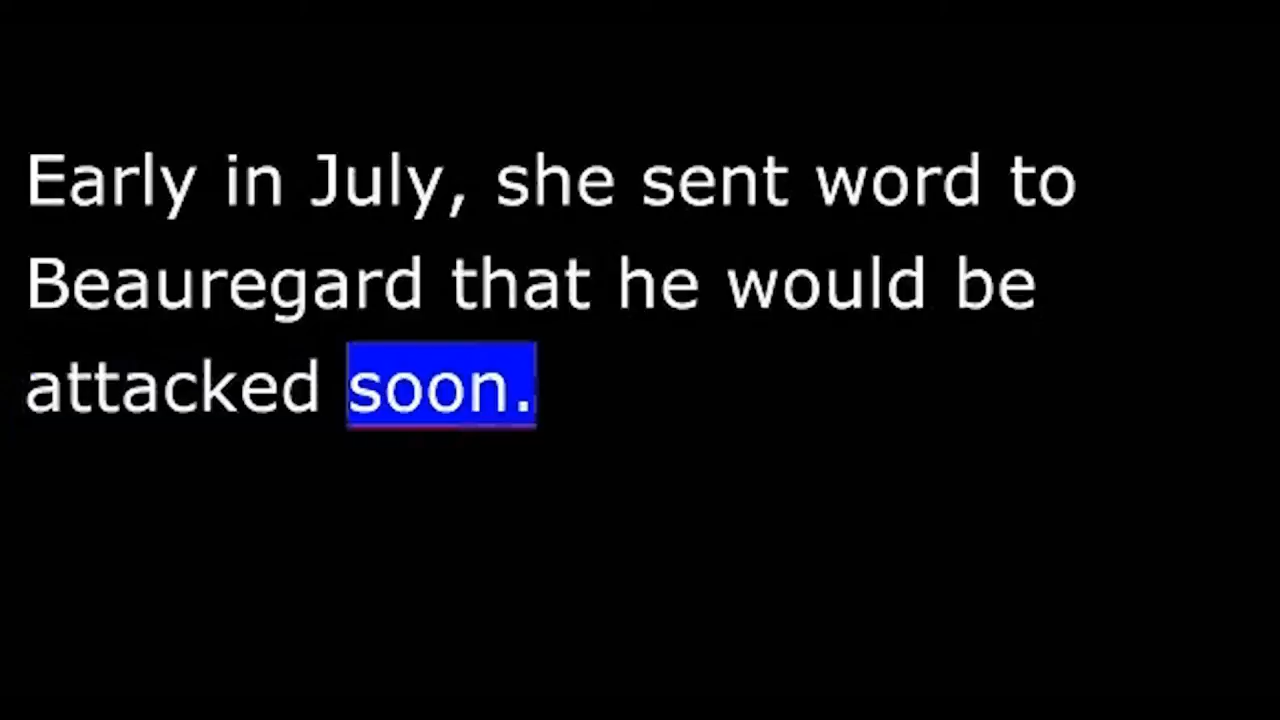 Early in July, she sent word to
Beauregard that he would be
attacked soon.